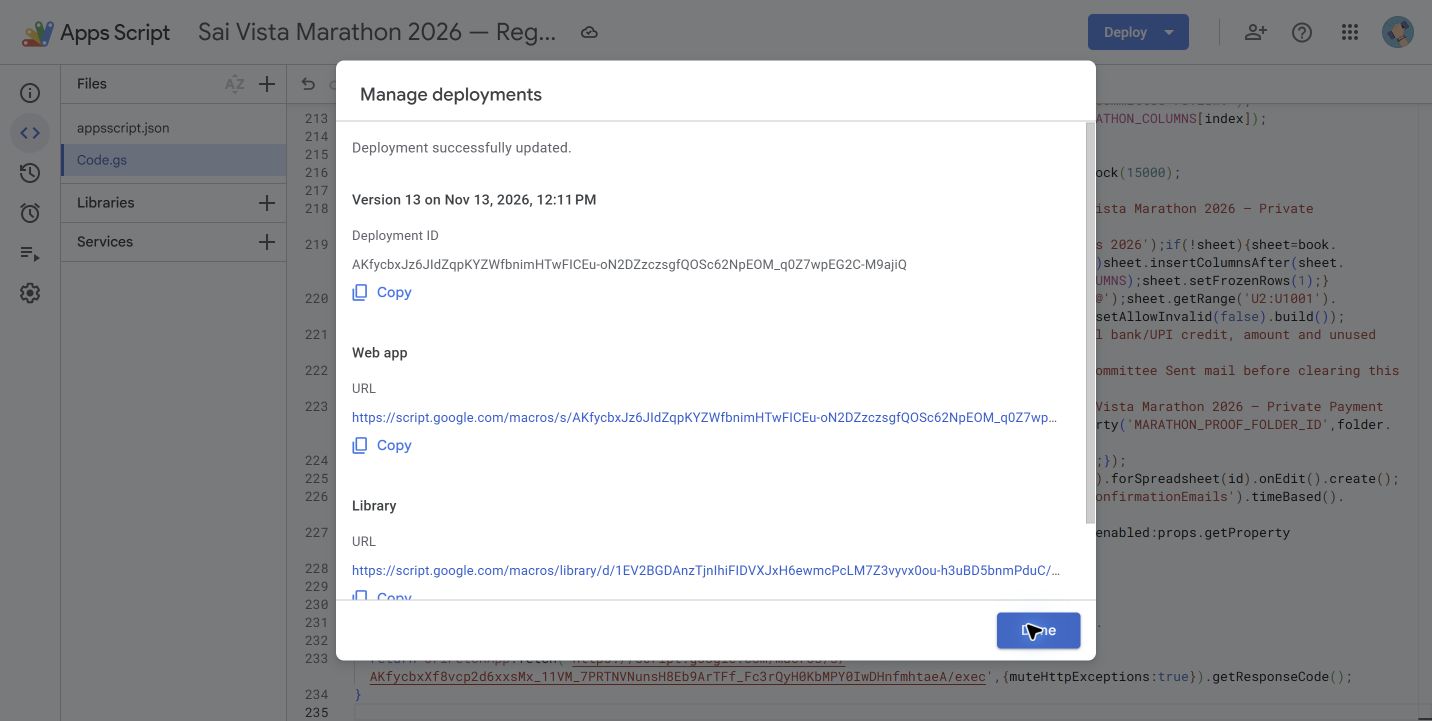 Apps Script
Sai Vista Marathon 2026 — Reg...
Deploy
Files
AZ
appsscript.json
Code.gs
Libraries
Services
Manage deployments
Deployment successfully updated.
Version 13 on Nov 13, 2026, 12:11 PM
Deployment ID
AKfycbxJz6JIdZqpKYZWfbnimHTwFICEu-oN2DZzczsgfQOSc62NpEOM_q0Z7wpEG2C-M9ajiQ
Copy
Web app
URL
https://script.google.com/macros/s/AKfycbxJz6JIdZqpKYZWfbnimHTwFICEu-oN2DZzczsgfQOSc62NpEOM_q0Z7wp...
Copy
Library
URL
https://script.google.com/macros/library/d/1EV2BGDAnzTjnIhiFIDVXJxH6ewmcPcLM7Z3vyvx0ou-h3uBD5bnmPduC/...
Copy
213 ATHON_COLUMNS[index]);
214
215
216 ock(15000);
217
218 ista Marathon 2026 — Private
219 s 2026');if(!sheet){sheet=book.
)sheet.insertColumnsAfter(sheet.
UMNS);sheet.setFrozenRows(1);}
220 @');sheet.getRange('U2:U1001').
setAllowInvalid(false).build());
221 l bank/UPI credit, amount and unused
222 ommittee Sent mail before clearing this
223 Vista Marathon 2026 — Private Payment
rty('MARATHON_PROOF_FOLDER_ID',folder.
224 ;});
225 ).forSpreadsheet(id).onEdit().create();
226 onfirmationEmails').timeBased().
227 enabled:props.getProperty
228
229
230
231
232
233
AKfycbxXf8vcp2d6xxsMx_11VM_7PRTNVNunsH8Eb9ArTFf_Fc3rQyH0KbMPY0IwDHnfmhtaeA/exec',{muteHttpExceptions:true}).getResponseCode();
234 }
235